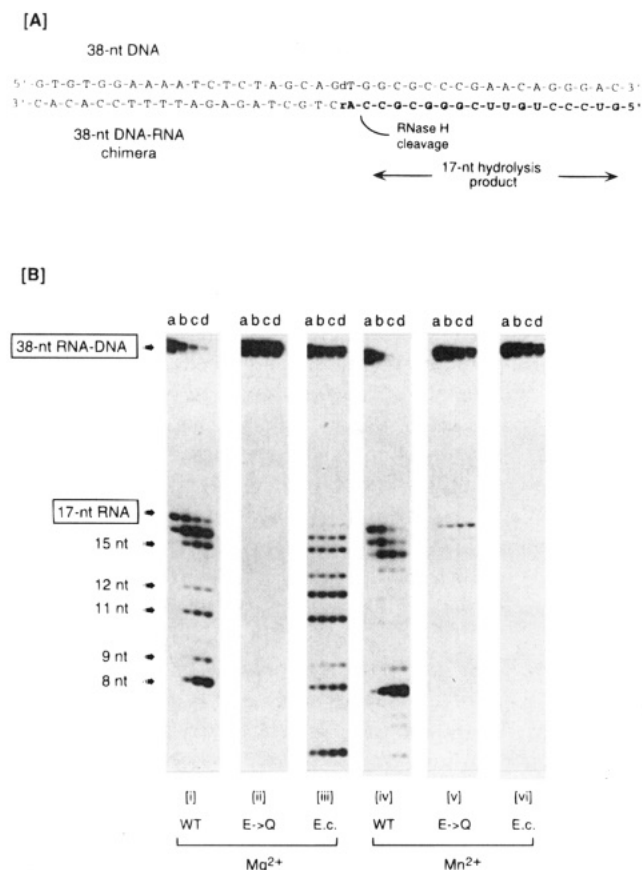 [A]
38-nt DNA
5'-G-T-G-T-G-G-A-A-A-A-T-C-T-C-T-A-G-C-A-GdT-G-G-C-G-C-C-C-G-A-A-C-A-G-G-G-A-C-3'
3'-C-A-C-A-C-C-T-T-T-T-A-G-A-G-A-T-C-G-T-CrA-C-C-G-C-G-G-G-C-U-U-G-U-C-C-C-U-G-5'
38-nt DNA-RNA
chimera
RNase H
cleavage
17-nt hydrolysis
product
[B]
a b c d a b c d a b c d a b c d a b c d a b c d
38-nt RNA-DNA
17-nt RNA
15 nt
12 nt
11 nt
9 nt
8 nt
[i] [ii] [iii] [iv] [v] [vi]
WT E->Q E.c. WT E->Q E.c.
Mg2+ Mn2+